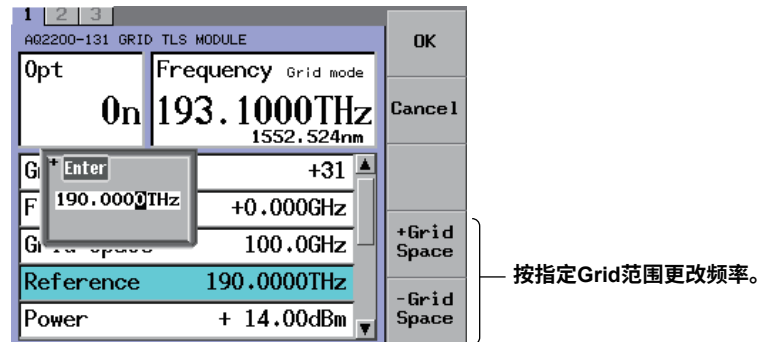 1 2 3
AQ2200-131 GRID TLS MODULE
Opt
On
Frequency Grid mode
193.1000THz
1552.524nm
Enter
190.0000THz
+31
+0.000GHz
100.0GHz
Reference 190.0000THz
Power + 14.00dBm
OK
Cancel
+Grid
Space
-Grid
Space
按指定Grid范围更改频率。